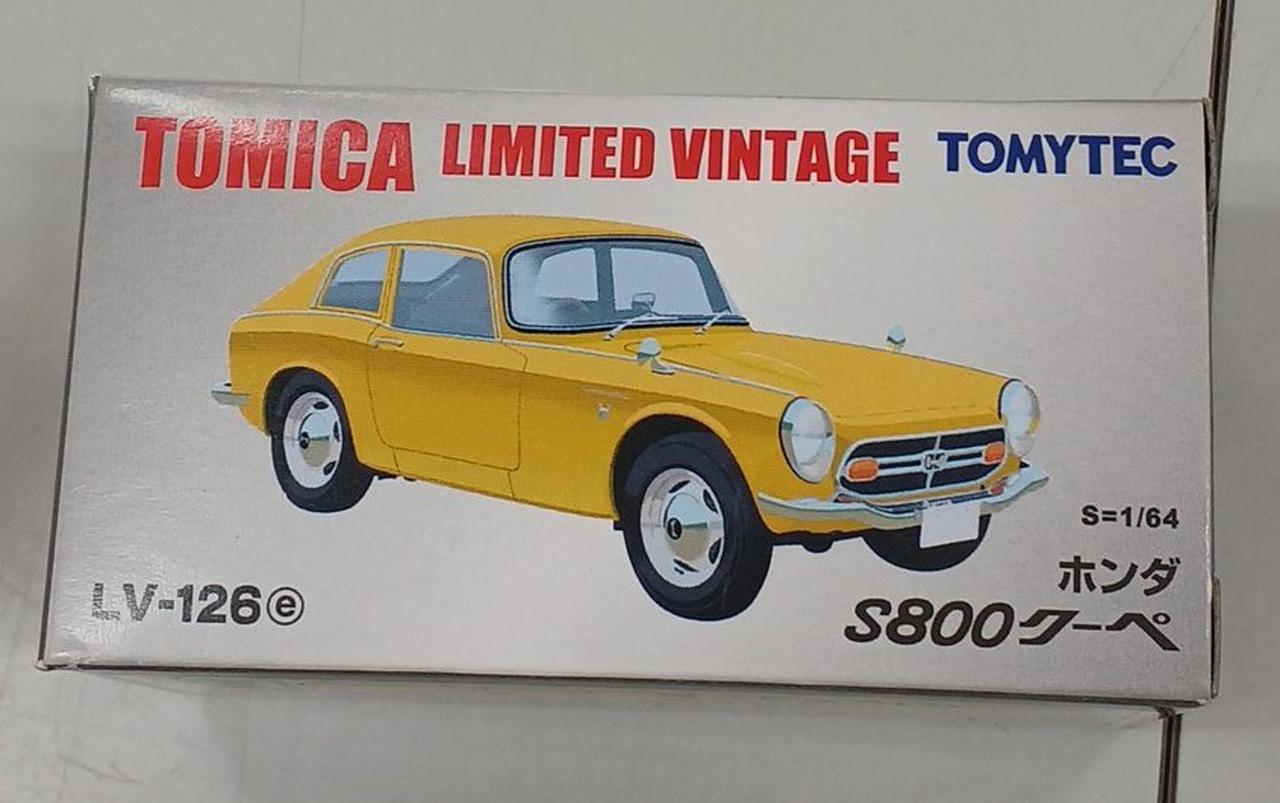 TOMICA LIMITED VINTAGE TOMYTEC
S=1/64
ホンダ
S800クーペ
LV-126ⓔ